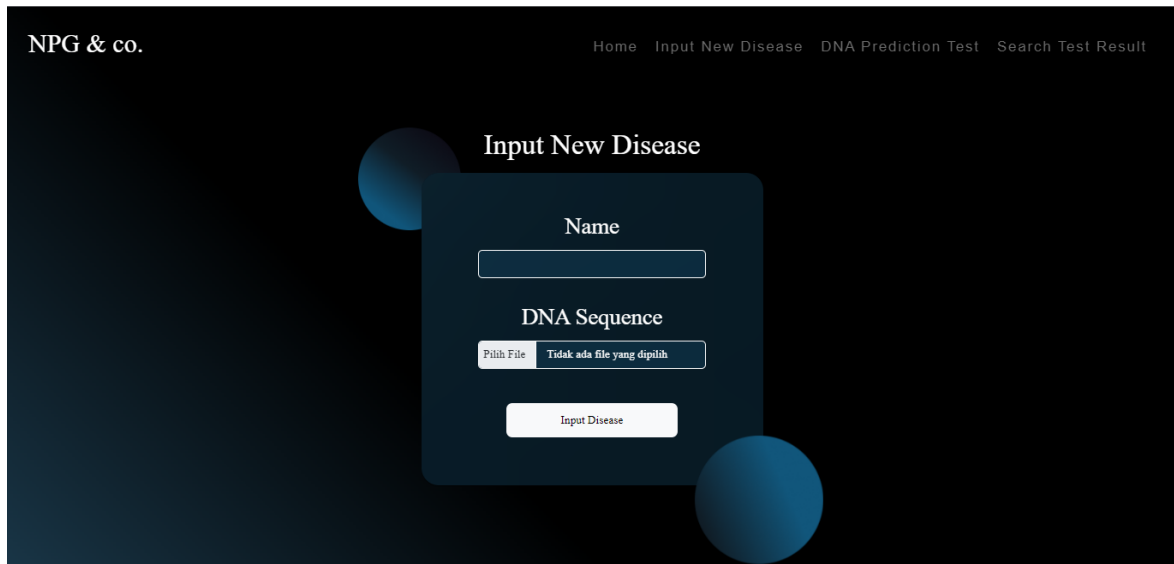 NPG & co.
Home Input New Disease DNA Prediction Test Search Test Result
Input New Disease
Name
DNA Sequence
Pilih File Tidak ada file yang dipilih
Input Disease